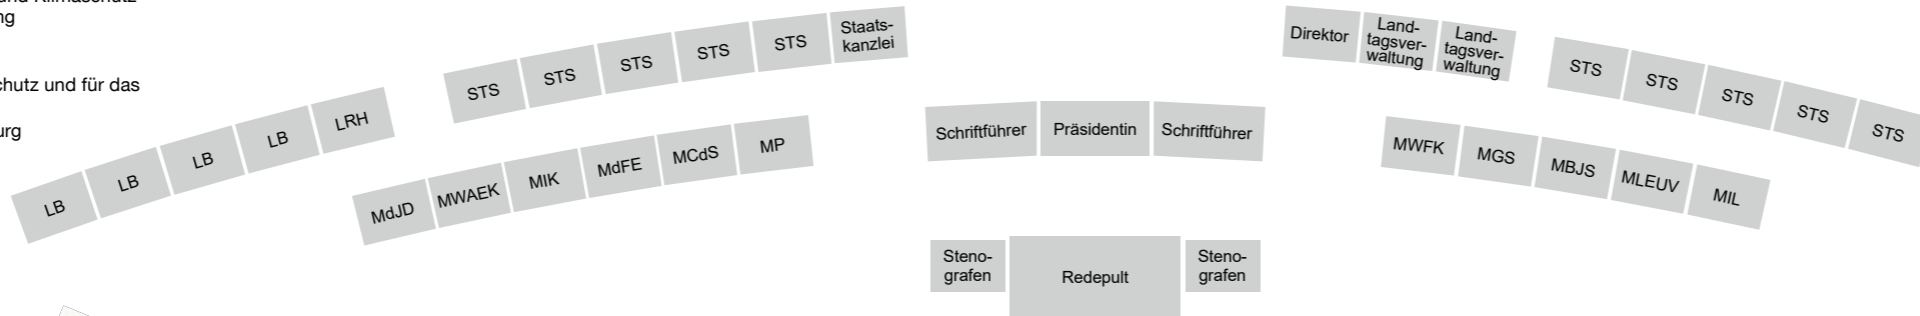 ng
chutz und für das
urg
LB
LB
LB
LB
LRH
STS
STS
STS
STS
STS
Staats-
kanzlei
MdJD
MWAEK
MIK
MdFE
MCdS
MP
Schriftführer
Präsidentin
Schriftführer
Direktor
Land-
tagsver-
waltung
Land-
tagsver-
waltung
STS
STS
STS
STS
STS
MWFK
MGS
MBJS
MLEUV
MIL
Steno-
grafen
Redepult
Steno-
grafen